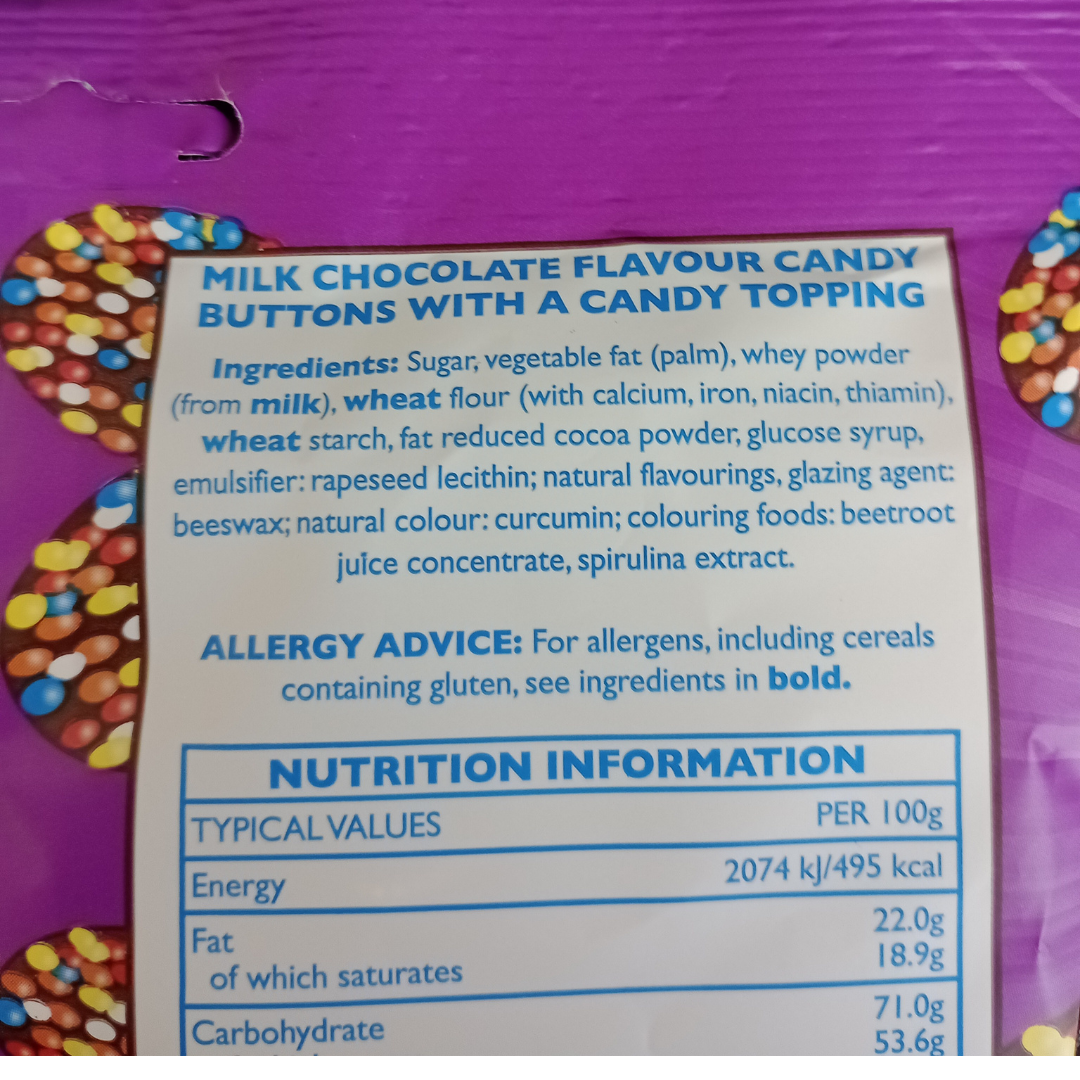 MILK CHOCOLATE FLAVOUR CANDY
BUTTONS WITH A CANDY TOPPING
Ingredients: Sugar, vegetable fat (palm), whey powder
(from milk), wheat flour (with calcium, iron, niacin, thiamin),
wheat starch, fat reduced cocoa powder, glucose syrup,
emulsifier: rapeseed lecithin; natural flavourings, glazing agent:
beeswax; natural colour: curcumin; colouring foods: beetroot
juice concentrate, spirulina extract.
ALLERGY ADVICE: For allergens, including cereals
containing gluten, see ingredients in bold.
NUTRITION INFORMATION
TYPICAL VALUES PER 100g
Energy 2074 kJ/495 kcal
Fat 22.0g
of which saturates 18.9g
Carbohydrate 71.0g
53.6g